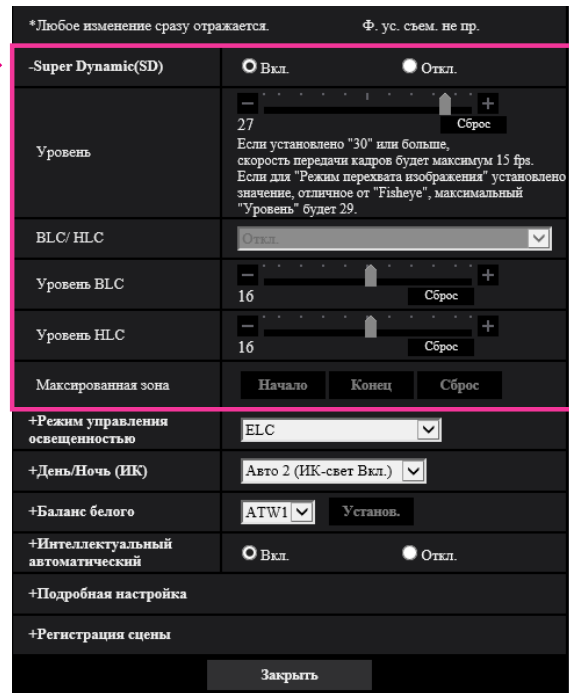 *Любое изменение сразу отражается. Ф. ус. съем. не пр.
-Super Dynamic(SD) Вкл. Откл.
Уровень
27 Сброс
Если установлено "30" или больше,
скорость передачи кадров будет максимум 15 fps.
Если для "Режим перехвата изображения" установлено
значение, отличное от "Fisheye", максимальный
"Уровень" будет 29.
BLC/ HLC Откл.
Уровень BLC
16 Сброс
Уровень HLC
16 Сброс
Максированная зона Начало Конец Сброс
+Режим управления
освещенностью ELC
+День/Ночь (ИК) Авто 2 (ИК-свет Вкл.)
+Баланс белого ATW1 Установ.
+Интеллектуальный
автоматический Вкл. Откл.
+Подробная настройка
+Регистрация сцены
Закрыть